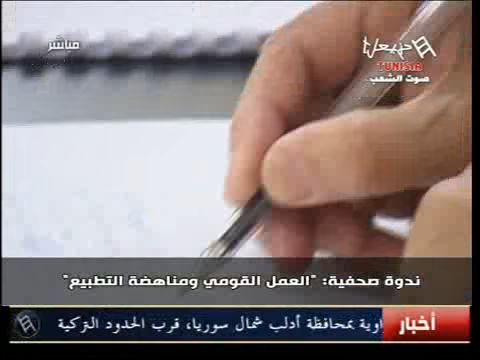 مباشر
TUNISIA
صوت الشعب
ندوة صحفية: "العمل القومي ومناهضة التطبيع"
أخبار
اوية بمحافظة أدلب شمال سوريا، قرب الحدود التركية